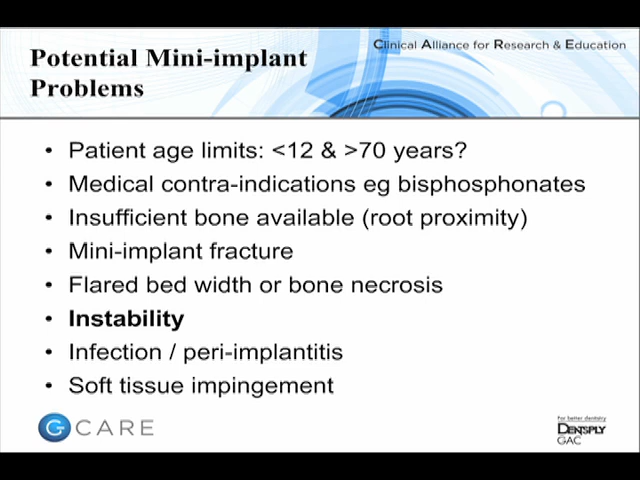 Potential Mini-implant
Problems
Clinical Alliance for Research & Education
• Patient age limits: <12 & >70 years?
• Medical contra-indications eg bisphosphonates
• Insufficient bone available (root proximity)
• Mini-implant fracture
• Flared bed width or bone necrosis
• Instability
• Infection / peri-implantitis
• Soft tissue impingement
G CARE
For better dentistry
DENTSPLY
GAC